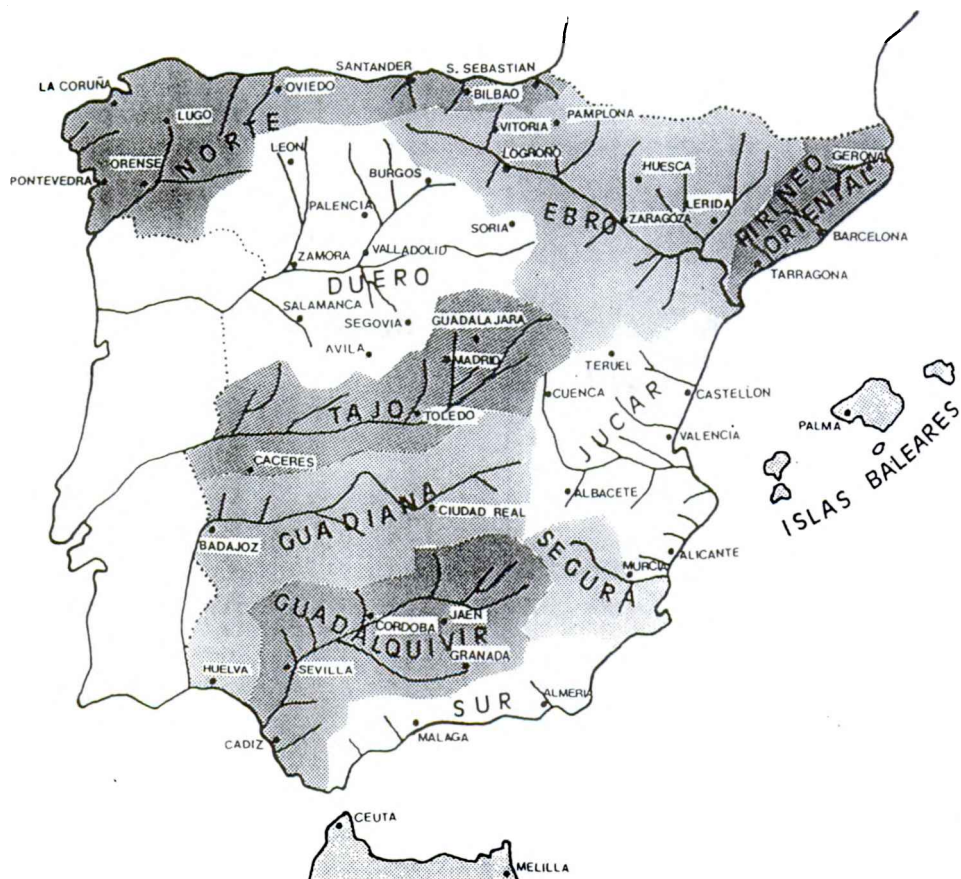 SANTANDER
S. SEBASTIAN
LA CORUÑA
OVIEDO
BILBAO
LUGO
NORTE
VITORIA
PAMPLONA
LEON
ORENSE
LOGROÑO
HUESCA
GERONA
PONTEVEDRA
BURGOS
PALENCIA
LERIDA
PIRINEO
ORIENTAL
EBRO
ZARAGOZA
SORIA
BARCELONA
ZAMORA
VALLADOLID
DUERO
TARRAGONA
SALAMANCA
SEGOVIA
GUADALAJARA
AVILA
MADRID
TERUEL
CUENCA
CASTELLON
TAJO
TOLEDO
JUCAR
PALMA
VALENCIA
CACERES
ISLAS BALEARES
ALBACETE
GUADIANA
CIUDAD REAL
BADAJOZ
SEGURA
ALICANTE
MURCIA
GUADALQUIVIR
CORDOBA
JAEN
GRANADA
HUELVA
SEVILLA
SUR
ALMERIA
CADIZ
MALAGA
CEUTA
MELILLA